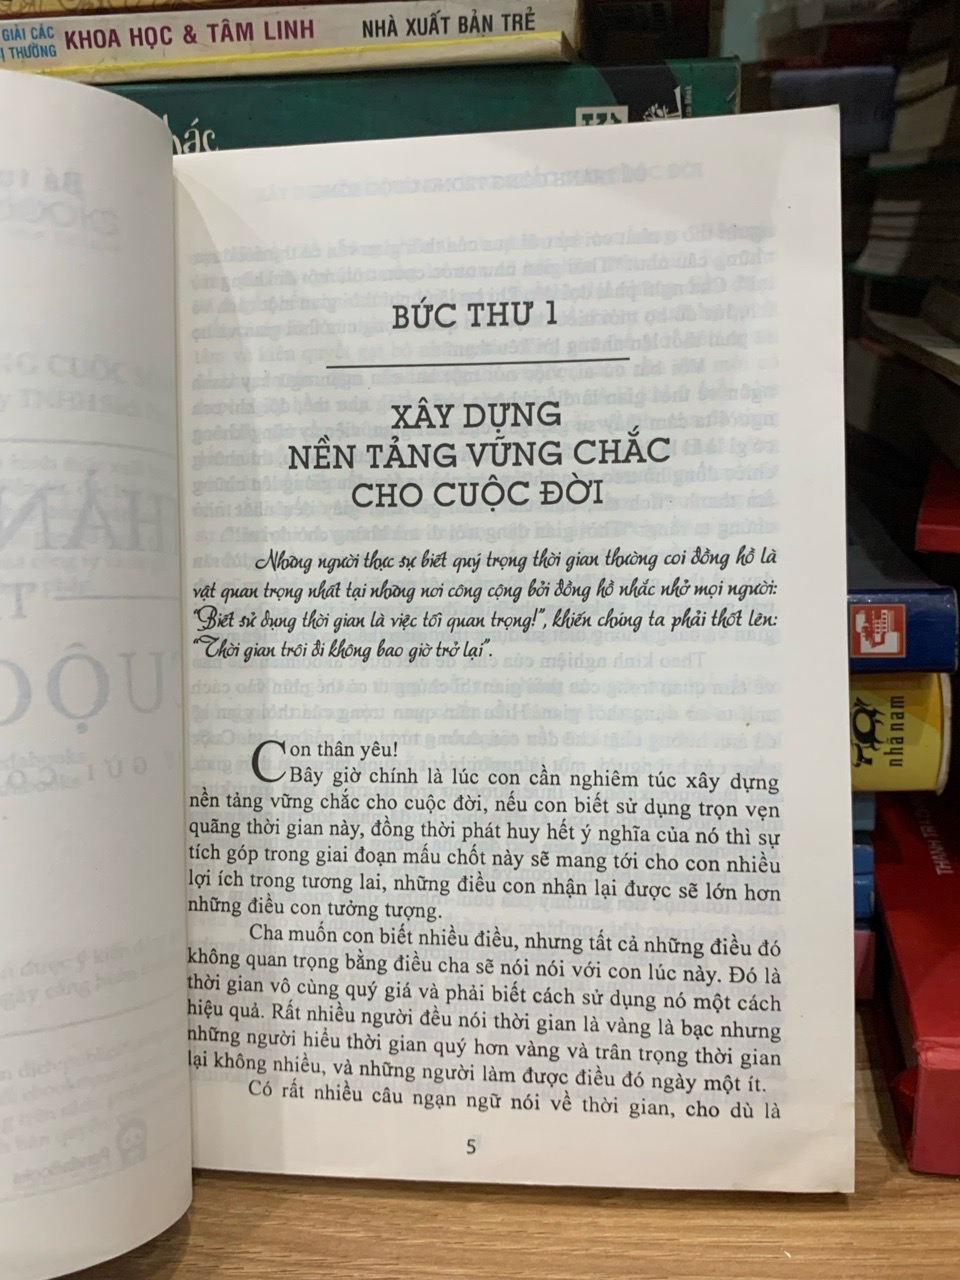 GIẢI CÁC
KHOA HỌC & TÂM LINH
NHÀ XUẤT BẢN TRẺ
BỨC THƯ 1
XÂY DỰNG
NỀN TẢNG VỮNG CHẮC
CHO CUỘC ĐỜI
Những người thực sự biết quý trọng thời gian thường coi đồng hồ là
vật quan trọng nhất tại những nơi công cộng bởi đồng hồ nhắc nhở mọi người:
“Biết sử dụng thời gian là việc tối quan trọng!”, khiến chúng ta phải thốt lên:
“Thời gian trôi đi không bao giờ trở lại”.
Con thân yêu!
Bây giờ chính là lúc con cần nghiêm túc xây dựng
nền tảng vững chắc cho cuộc đời, nếu con biết sử dụng trọn vẹn
quãng thời gian này, đồng thời phát huy hết ý nghĩa của nó thì sự
tích góp trong giai đoạn mấu chốt này sẽ mang tới cho con nhiều
lợi ích trong tương lai, những điều con nhận lại được sẽ lớn hơn
những điều con tưởng tượng.
Cha muốn con biết nhiều điều, nhưng tất cả những điều đó
không quan trọng bằng điều cha sẽ nói nói với con lúc này. Đó là
thời gian vô cùng quý giá và phải biết cách sử dụng nó một cách
hiệu quả. Rất nhiều người đều nói thời gian là vàng là bạc nhưng
những người hiểu thời gian quý hơn vàng và trân trọng thời gian
lại không nhiều, và những người làm được điều đó ngày một ít.
Có rất nhiều câu ngạn ngữ nói về thời gian, cho dù là
5
nhã nam